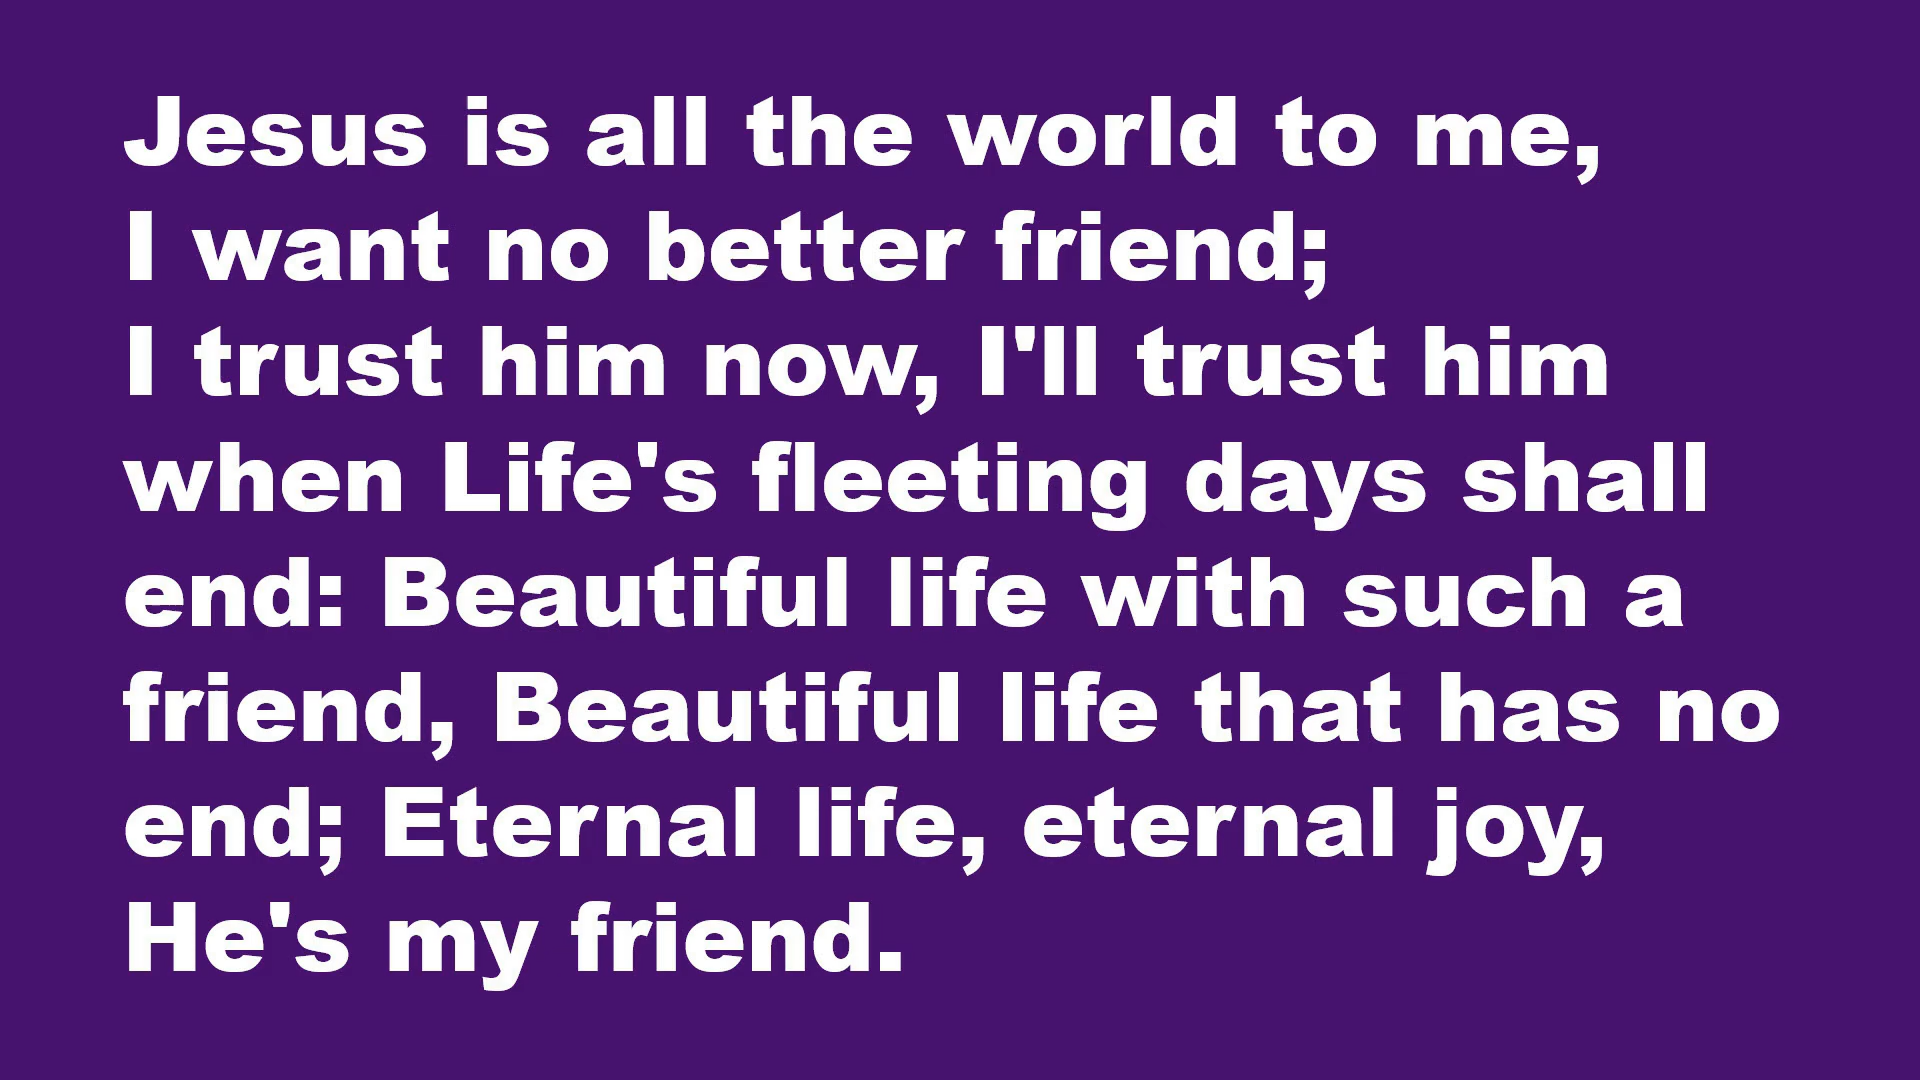 Jesus is all the world to me,
I want no better friend;
I trust him now, I'll trust him
when Life's fleeting days shall
end: Beautiful life with such a
friend, Beautiful life that has no
end; Eternal life, eternal joy,
He's my friend.